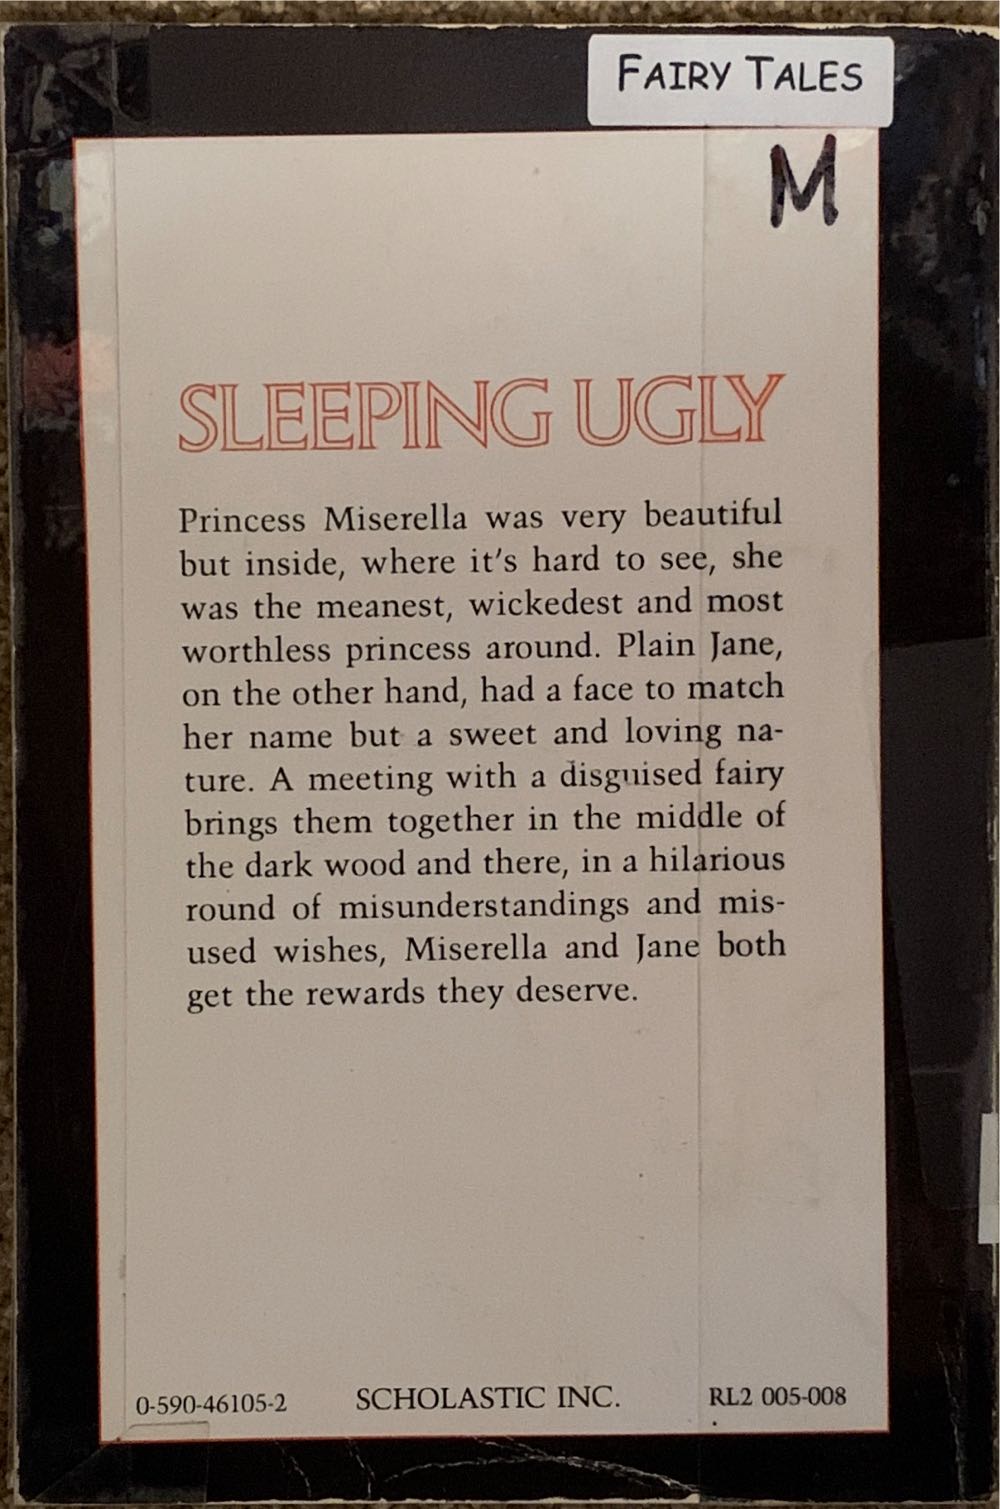 FAIRY TALES
M
SLEEPING UGLY
Princess Miserella was very beautiful
but inside, where it's hard to see, she
was the meanest, wickedest and most
worthless princess around. Plain Jane,
on the other hand, had a face to match
her name but a sweet and loving na-
ture. A meeting with a disguised fairy
brings them together in the middle of
the dark wood and there, in a hilarious
round of misunderstandings and mis-
used wishes, Miserella and Jane both
get the rewards they deserve.
0-590-46105-2 SCHOLASTIC INC. RL2 005-008